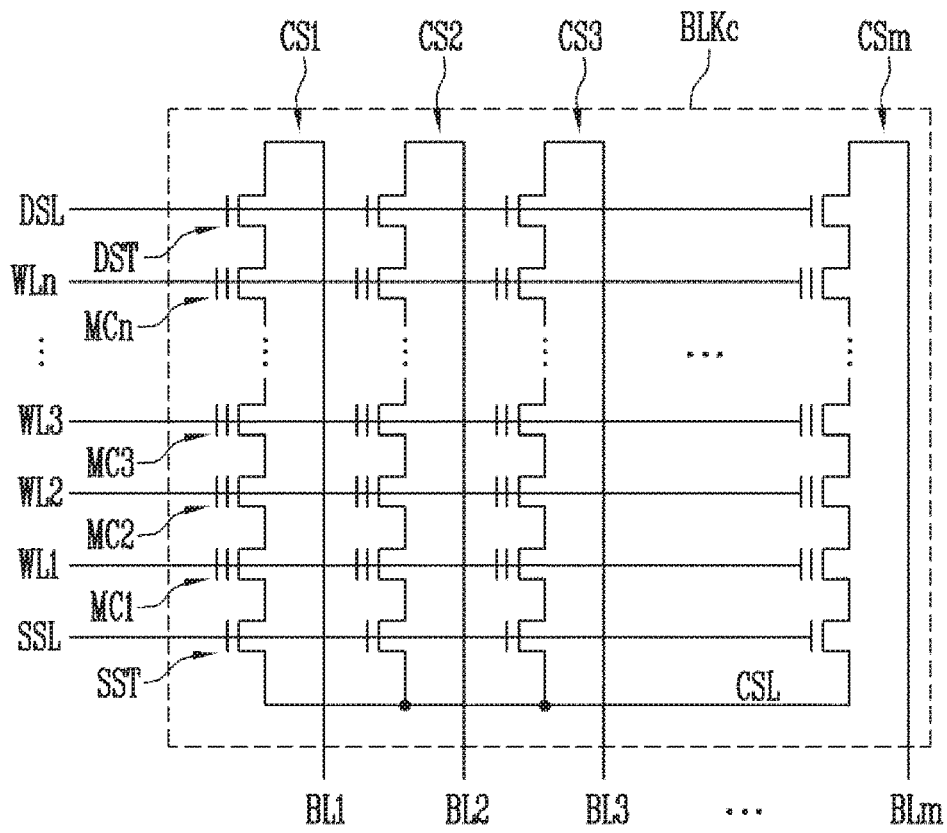 CS1 CS2 CS3 BLKc CSm
DSL
DST
WLn
MCn
⋮
...
WL3
MC3
WL2
MC2
WL1
MC1
SSL
SST
CSL
BL1 BL2 BL3 ... BLm